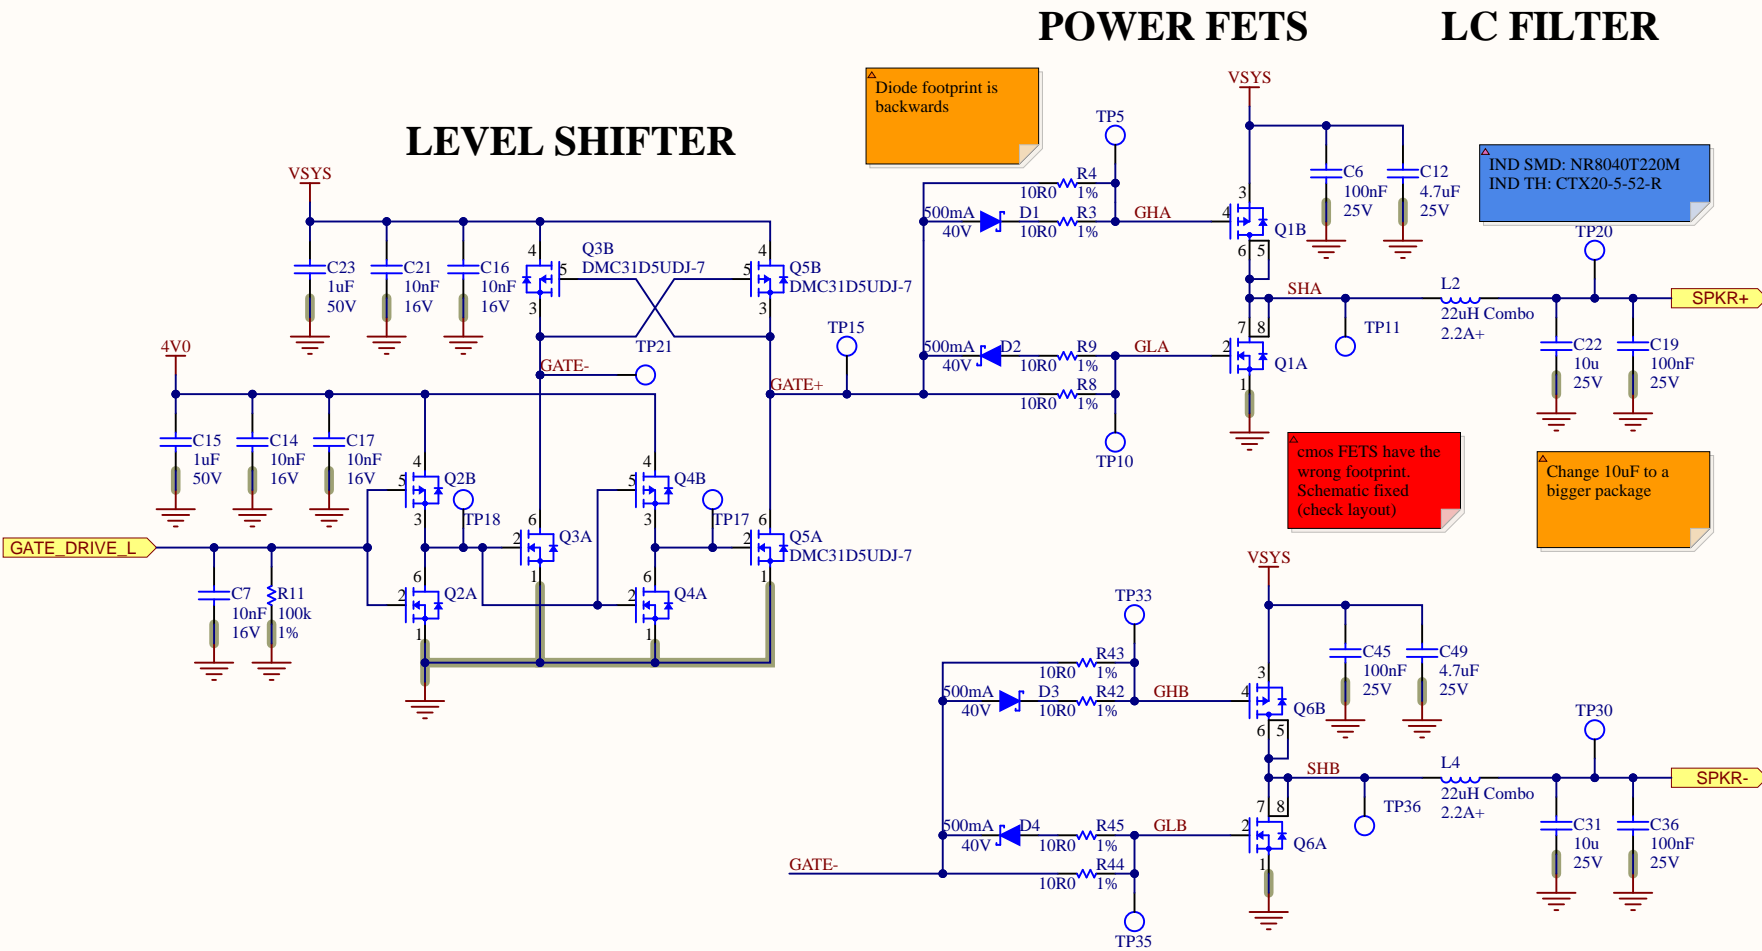 POWER FETS
LC FILTER
LEVEL SHIFTER
Diode footprint is
backwards
IND SMD: NR8040T220M
IND TH: CTX20-5-52-R
cmos FETS have the
wrong footprint.
Schematic fixed
(check layout)
Change 10uF to a
bigger package
VSYS
C23
1uF
50V
C21
10nF
16V
C16
10nF
16V
4
Q3B
DMC31D5UDJ-7
5
3
4
5
Q5B
DMC31D5UDJ-7
3
TP21
GATE-
TP15
GATE+
4V0
C15
1uF
50V
C14
10nF
16V
C17
10nF
16V
4
5
Q2B
3
TP18
6
2
Q3A
1
4
5
Q4B
3
TP17
6
2
Q5A
DMC31D5UDJ-7
1
GATE_DRIVE_L
C7
10nF
16V
R11
100k
1%
6
2
Q2A
1
6
2
Q4A
1
TP5
R4
10R0
1%
500mA
40V
D1
R3
10R0
1%
GHA
VSYS
3
4
Q1B
6
5
C6
100nF
25V
C12
4.7uF
25V
SHA
TP11
L2
22uH Combo
2.2A+
TP20
SPKR+
C22
10u
25V
C19
100nF
25V
500mA
40V
D2
R9
10R0
1%
GLA
R8
10R0
1%
TP10
7
8
2
Q1A
1
VSYS
TP33
R43
10R0
1%
500mA
40V
D3
R42
10R0
1%
GHB
3
4
Q6B
6
5
C45
100nF
25V
C49
4.7uF
25V
SHB
TP36
L4
22uH Combo
2.2A+
TP30
SPKR-
C31
10u
25V
C36
100nF
25V
500mA
40V
D4
R45
10R0
1%
GLB
7
8
2
Q6A
1
GATE-
R44
10R0
1%
TP35